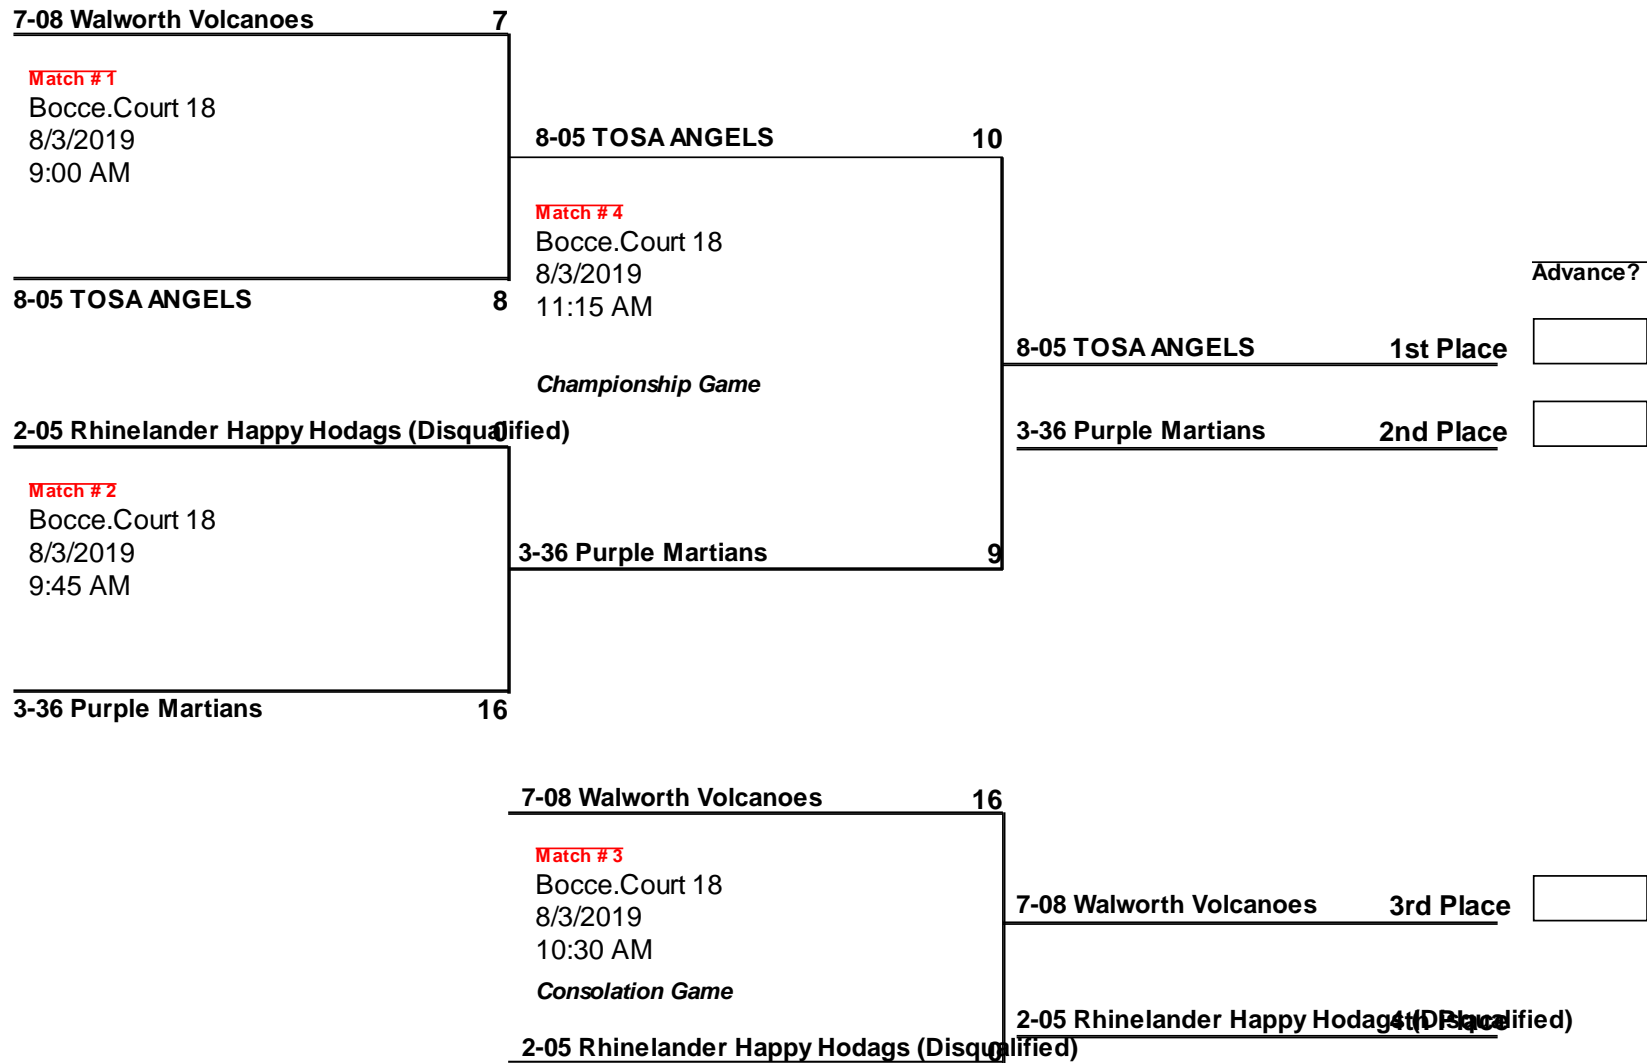 7-08 Walworth Volcanoes 7
Match # 1
Bocce.Court 18
8/3/2019
9:00 AM
8-05 TOSA ANGELS 8
8-05 TOSA ANGELS 10
Match # 4
Bocce.Court 18
8/3/2019
11:15 AM
Championship Game
2-05 Rhinelander Happy Hodags (Disqualified) 0
Match # 2
Bocce.Court 18
8/3/2019
9:45 AM
3-36 Purple Martians 16
3-36 Purple Martians 9
Advance?
8-05 TOSA ANGELS 1st Place
3-36 Purple Martians 2nd Place
7-08 Walworth Volcanoes 16
Match # 3
Bocce.Court 18
8/3/2019
10:30 AM
Consolation Game
2-05 Rhinelander Happy Hodags (Disqualified) 0
7-08 Walworth Volcanoes 3rd Place
2-05 Rhinelander Happy Hodags (Disqualified) 4th Place